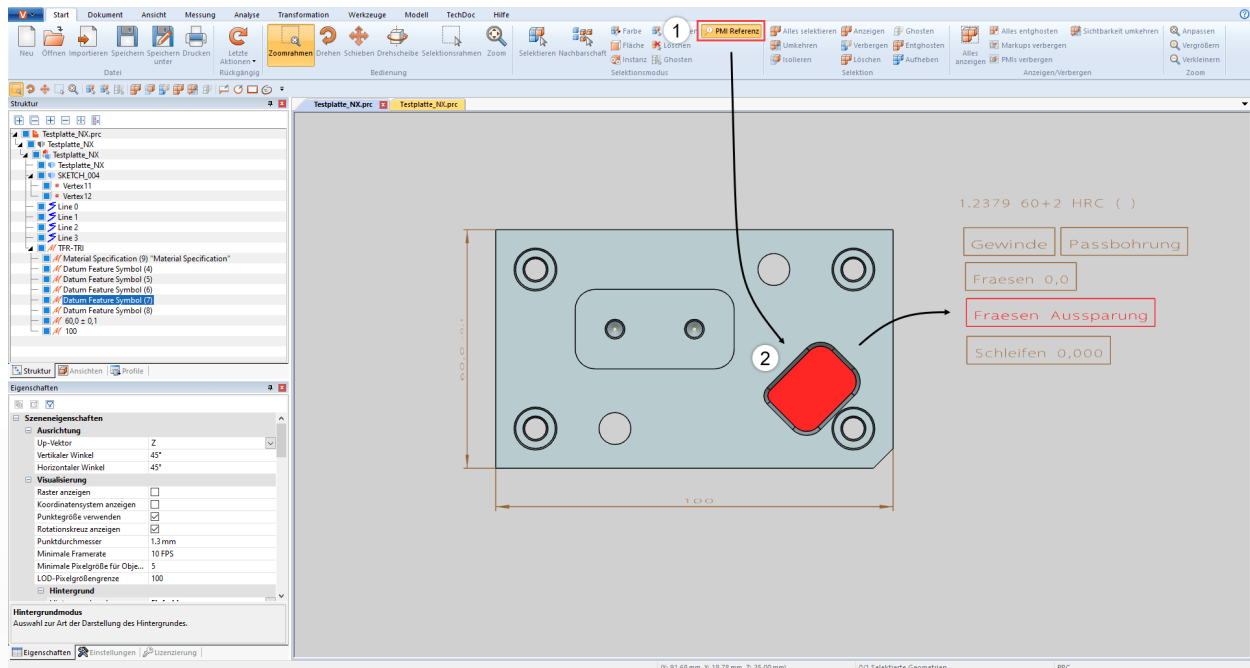 Start Dokument Ansicht Messung Analyse Transformation Werkzeuge Modell TechDoc Hilfe
Neu Öffnen Importieren Speichern Speichern unter Drucken
Letzte Aktionen
Zoomrahmen Drehen Schieben Drehscheibe Selektionsrahmen Zoom
Selektieren Nachbarschaft
Farbe
Fläche Löschen
Instanz Ghosten
1
PMI Referenz
Alles selektieren Anzeigen Ghosten
Umkehren Verbergen Entghosten
Isolieren Löschen Aufheben
Alles anzeigen
Alles entghosten Sichtbarkeit umkehren
Markups verbergen
PMIs verbergen
Anpassen
Vergrößern
Verkleinern
Datei Rückgängig Bedienung Selektionsmodus Selektion Anzeigen/Verbergen Zoom
Struktur
Testplatte_NX.prc Testplatte_NX.prc
Testplatte_NX.prc
Testplatte_NX
Testplatte_NX
Testplatte_NX
SKETCH_004
Vertex11
Vertex12
Line 0
Line 1
Line 2
Line 3
TFR-TRI
Material Specification (9) "Material Specification"
Datum Feature Symbol (4)
Datum Feature Symbol (5)
Datum Feature Symbol (6)
Datum Feature Symbol (7)
Datum Feature Symbol (8)
60,0 ± 0,1
100
Struktur Ansichten Profile
Eigenschaften
Szeneneigenschaften
Ausrichtung
Up-Vektor Z
Vertikaler Winkel 45°
Horizontaler Winkel 45°
Visualisierung
Raster anzeigen
Koordinatensystem anzeigen
Punktegröße verwenden
Rotationskreuz anzeigen
Punktdurchmesser 1.3 mm
Minimale Framerate 10 FPS
Minimale Pixelgröße für Obje... 5
LOD-Pixelgrößengrenze 100
Hintergrund
Hintergrundmodus
Auswahl zur Art der Darstellung des Hintergrundes.
Eigenschaften Einstellungen Lizenzierung
1.2379 60+2 HRC ( )
Gewinde Passbohrung
Fraesen 0,0
Fraesen Aussparung
Schleifen 0,000
2
100